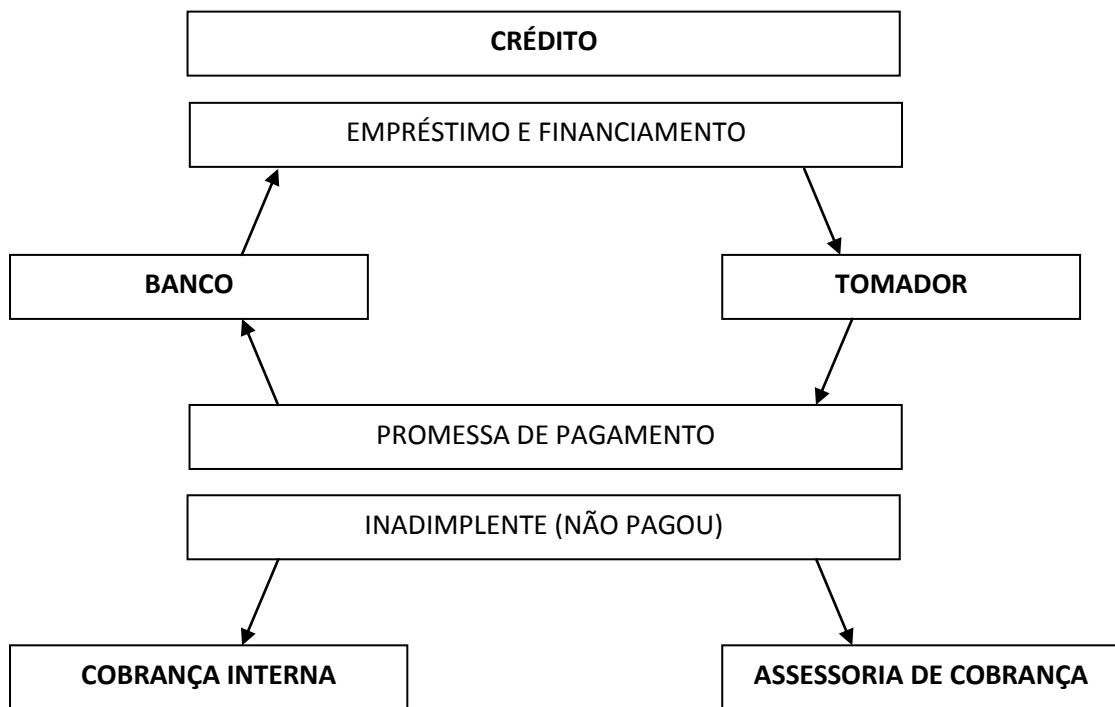 CRÉDITO
EMPRÉSTIMO E FINANCIAMENTO
BANCO
TOMADOR
PROMESSA DE PAGAMENTO
INADIMPLENTE (NÃO PAGOU)
COBRANÇA INTERNA
ASSESSORIA DE COBRANÇA